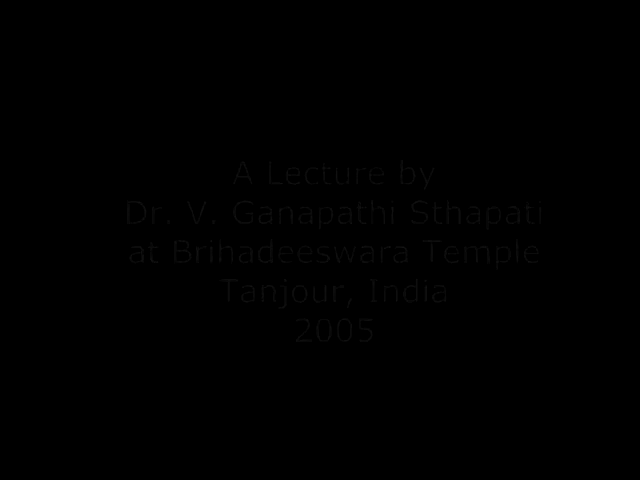 A Lecture by
Dr. V. Ganapathi Sthapati
at Brihadeeswara Temple
Tanjour, India
2005